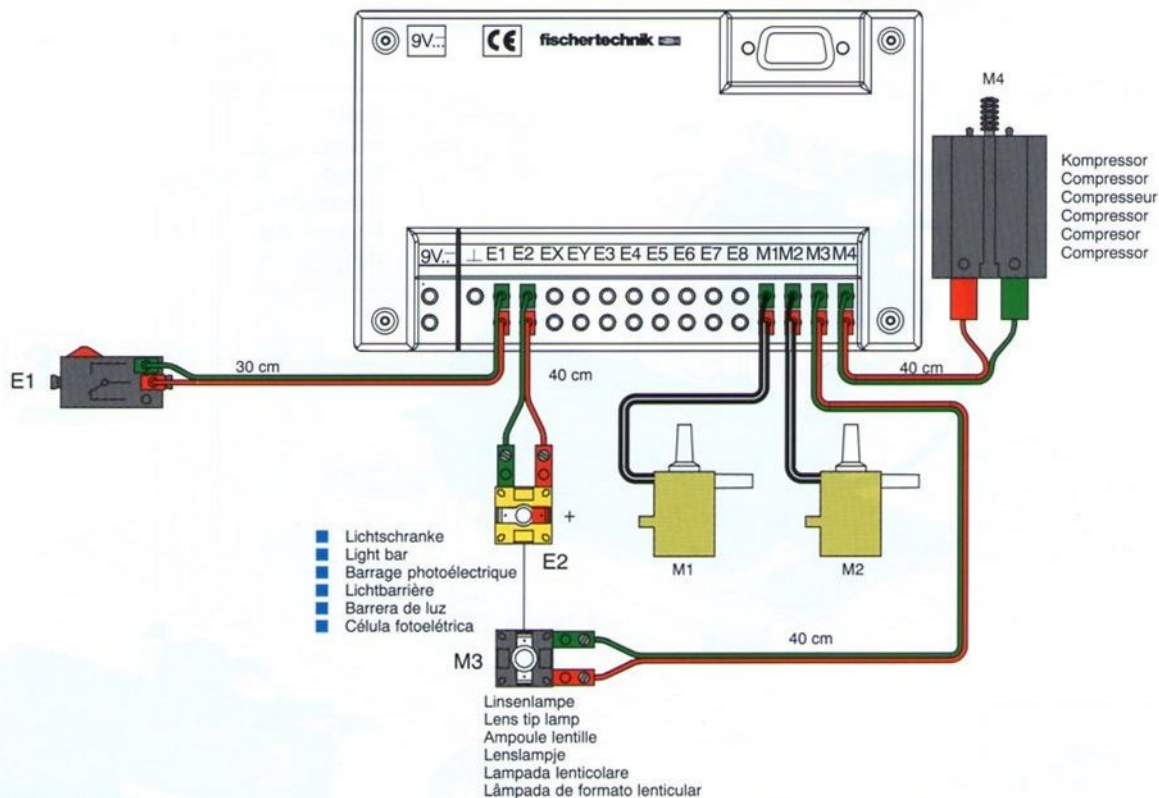 9V⎓ CE fischertechnik
M4
Kompressor
Compressor
Compresseur
Compressor
Compresor
Compressor
9V⎓ ⊥ E1 E2 EX EY E3 E4 E5 E6 E7 E8 M1 M2 M3 M4
E1
30 cm
40 cm
40 cm
+
E2
M1
M2
Lichtschranke
Light bar
Barrage photoélectrique
Lichtbarrière
Barrera de luz
Célula fotoelétrica
M3
40 cm
Linsenlampe
Lens tip lamp
Ampoule lentille
Lenslampje
Lampada lenticolare
Lâmpada de formato lenticular